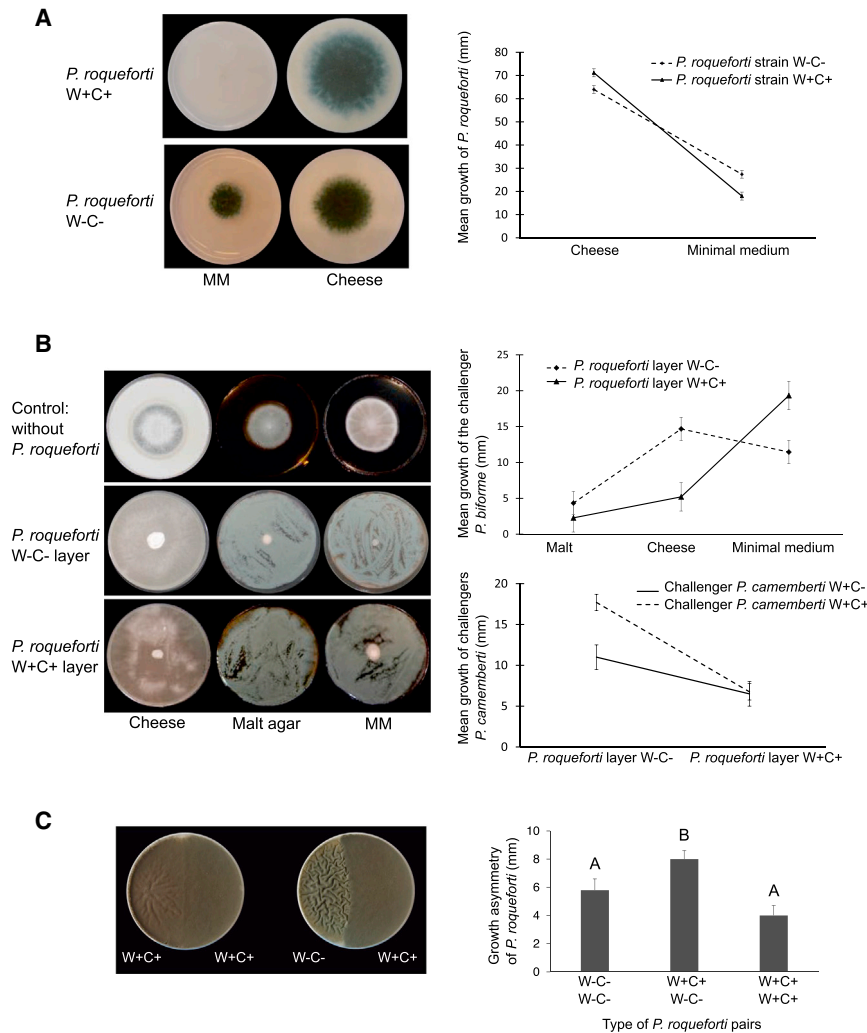 A
P. roqueforti
W+C+
P. roqueforti
W-C-
MM
Cheese
Mean growth of P. roqueforti (mm)
80
70
60
50
40
30
20
10
0
P. roqueforti strain W-C-
P. roqueforti strain W+C+
Cheese
Minimal medium
B
Control:
without
P. roqueforti
P. roqueforti
W-C- layer
P. roqueforti
W+C+ layer
Cheese
Malt agar
MM
Mean growth of the challenger
P. biforme (mm)
25
20
15
10
5
0
P. roqueforti layer W-C-
P. roqueforti layer W+C+
Malt
Cheese
Minimal medium
Mean growth of challengers
P. camemberti (mm)
20
15
10
5
0
Challenger P. camemberti W+C-
Challenger P. camemberti W+C+
P. roqueforti layer W-C-
P. roqueforti layer W+C+
C
W+C+
W+C+
W-C-
W+C+
Growth asymmetry
of P. roqueforti (mm)
10
8
6
4
2
0
A
B
A
W-C-
W-C-
W+C+
W-C-
W+C+
W+C+
Type of P. roqueforti pairs